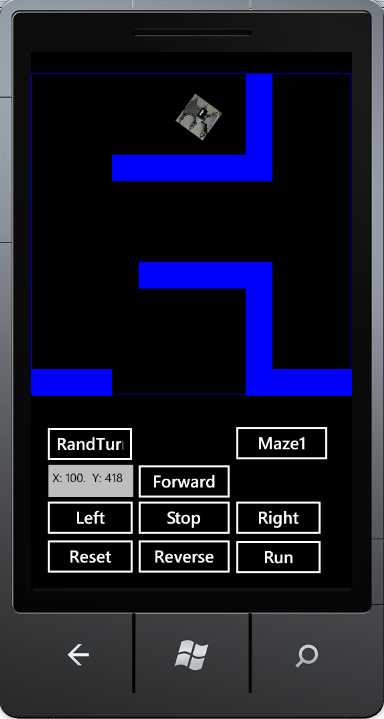 RandTur
Maze1
X: 100. Y: 418
Forward
Left
Stop
Right
Reset
Reverse
Run